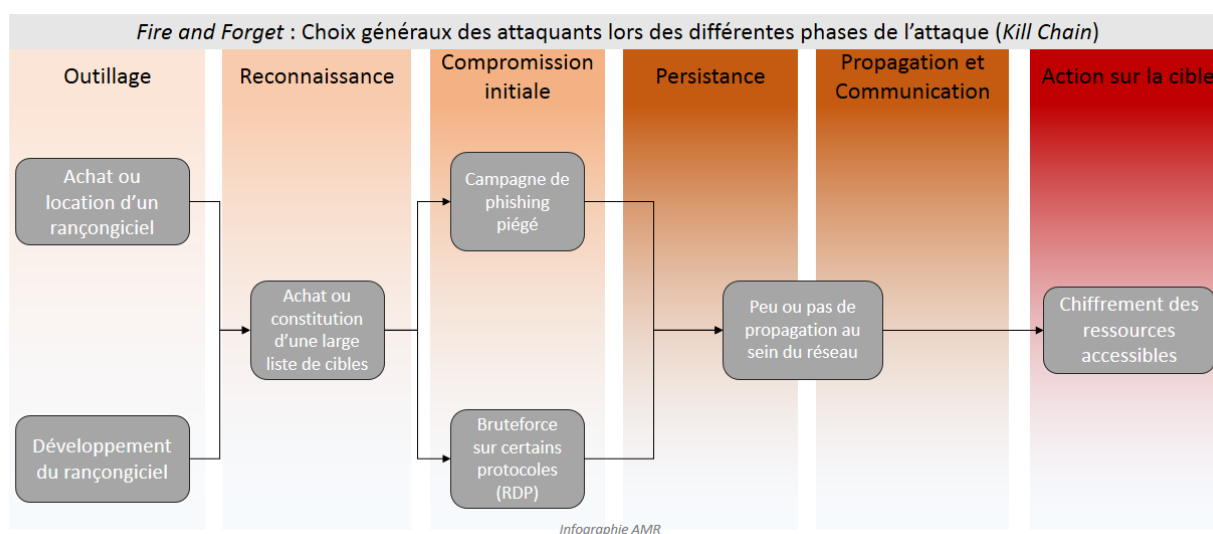 Fire and Forget : Choix généraux des attaquants lors des différentes phases de l'attaque (Kill Chain)
Outillage
Reconnaissance
Compromission
initiale
Persistance
Propagation et
Communication
Action sur la cible
Achat ou
location d'un
rançongiciel
Développement
du rançongiciel
Achat ou
constitution
d'une large
liste de cibles
Campagne de
phishing
piégé
Bruteforce
sur certains
protocoles
(RDP)
Peu ou pas de
propagation au
sein du réseau
Chiffrement des
ressources
accessibles
Infographie AMR